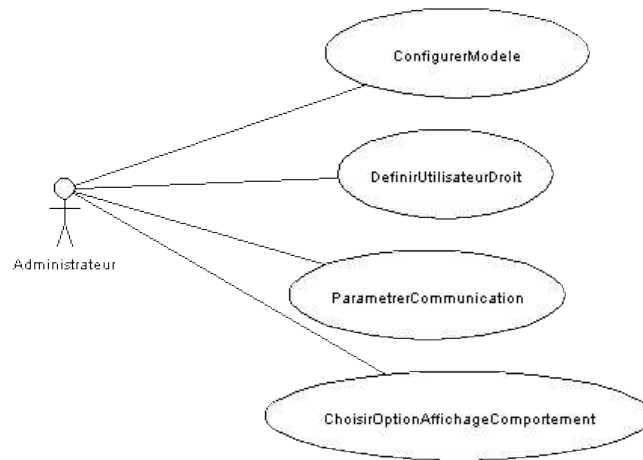 ConfigurerModele
DefinirUtilisateurDroit
Administrateur
ParametrerCommunication
ChoisirOptionAffichageComportement